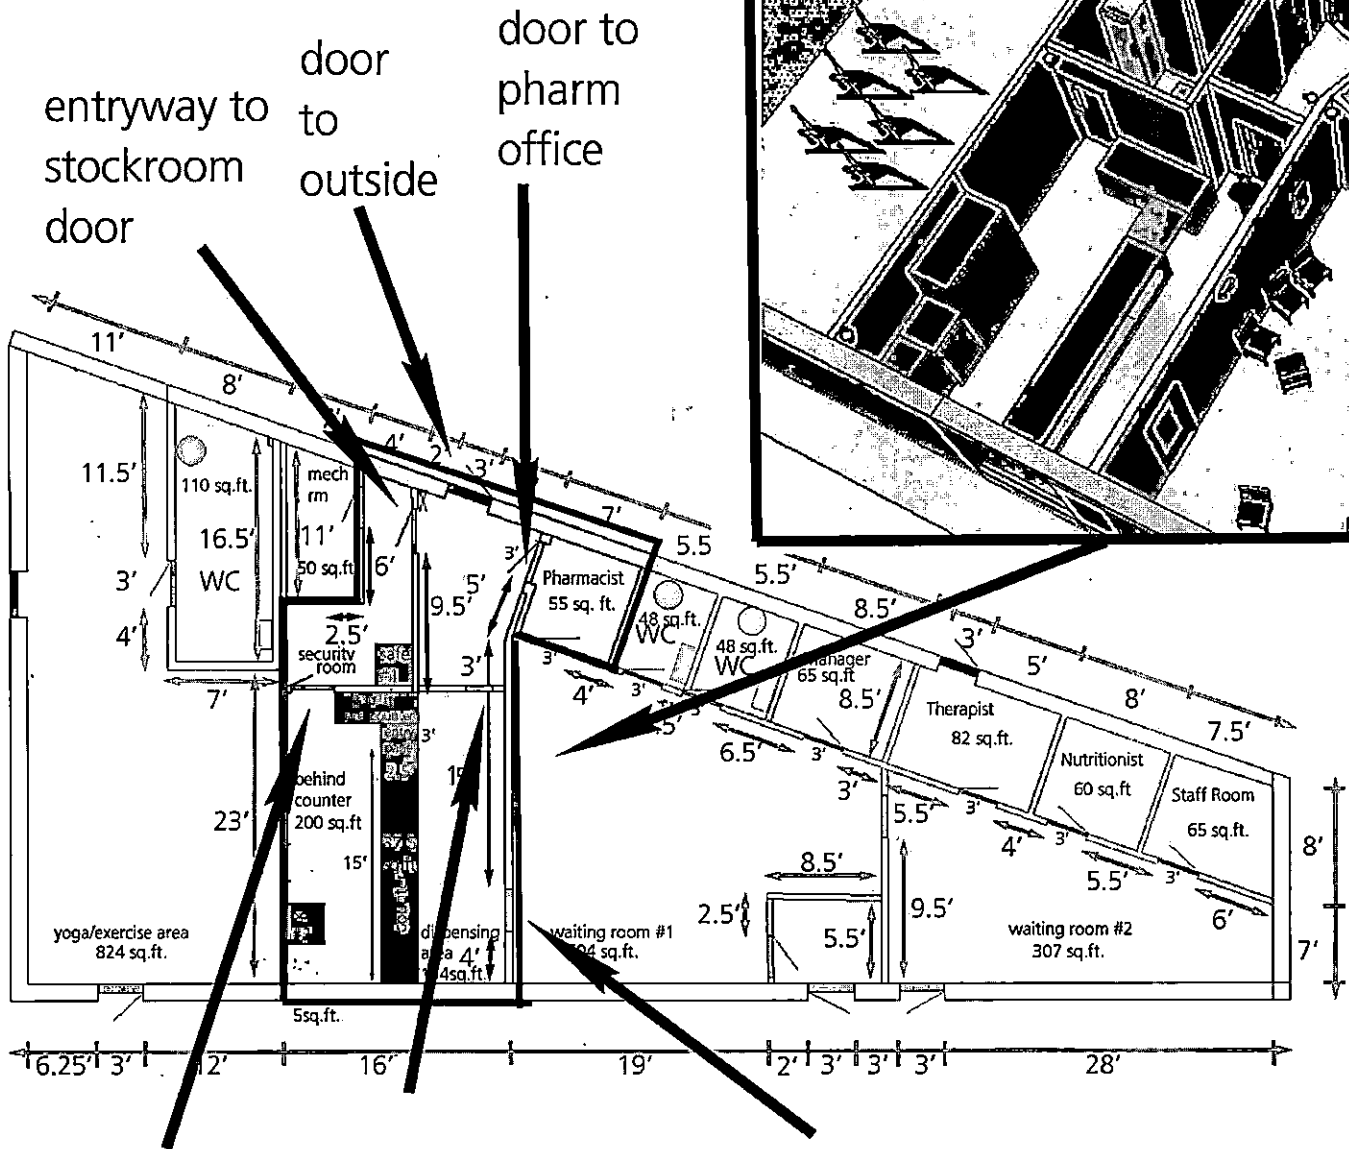 entryway to
stockroom
door
door
to
outside
door to
pharm
office
11'
8'
4'
2'
3'
7'
5.5
5.5'
8.5'
3'
5'
8'
7.5'
11.5'
3'
4'
110 sq.ft.
16.5'
WC
7'
mech
rm
11'
50 sq.ft
6'
2.5'
security
room
safe
9.5'
5'
3'
3'
Pharmacist
55 sq. ft.
3'
4'
3'
48 sq.ft.
WC
48 sq.ft.
WC
6.5'
manager
65 sq.ft
8.5'
3'
3'
Therapist
82 sq.ft.
5.5'
3'
Nutritionist
60 sq.ft
4'
3'
Staff Room
65 sq.ft.
5.5'
3'
6'
8'
7'
23'
behind
counter
200 sq.ft
15'
3'
yoga/exercise area
824 sq.ft.
dispensing
area
4'
5sq.ft.
waiting room #1
8.5'
2.5'
5.5'
9.5'
waiting room #2
307 sq.ft.
6.25'
3'
12'
16'
19'
2'
3'
3'
3'
28'